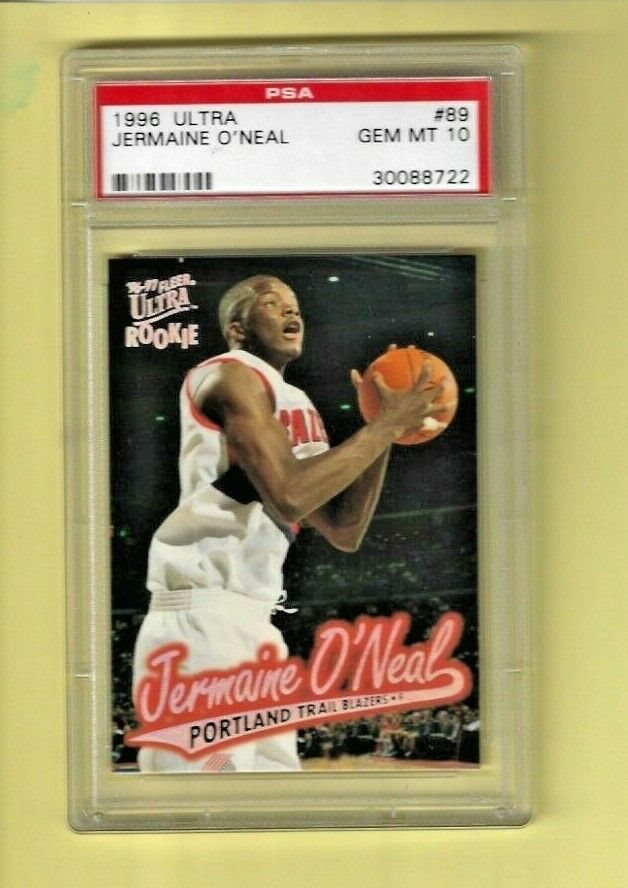 PSA
1996 ULTRA #89
JERMAINE O'NEAL GEM MT 10
30088722
'96-'97 FLEER
ULTRA
ROOKIE
Jermaine O'Neal
PORTLAND TRAIL BLAZERS • F